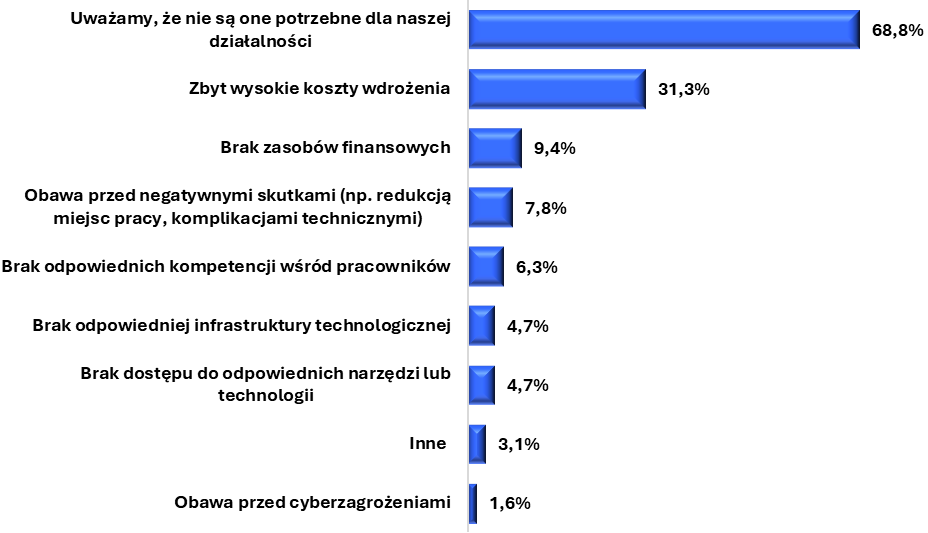 Uważamy, że nie są one potrzebne dla naszej
działalności
68,8%
Zbyt wysokie koszty wdrożenia
31,3%
Brak zasobów finansowych
9,4%
Obawa przed negatywnymi skutkami (np. redukcją
miejsc pracy, komplikacjami technicznymi)
7,8%
Brak odpowiednich kompetencji wśród pracowników
6,3%
Brak odpowiedniej infrastruktury technologicznej
4,7%
Brak dostępu do odpowiednich narzędzi lub
technologii
4,7%
Inne
3,1%
Obawa przed cyberzagrożeniami
1,6%